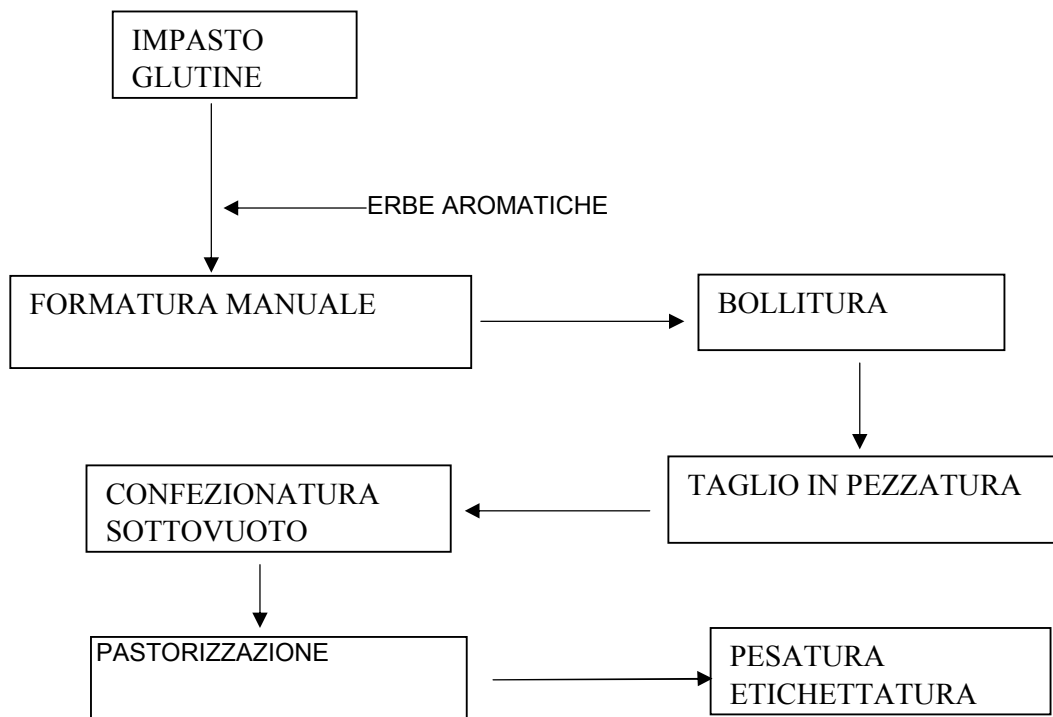 IMPASTO
GLUTINE
ERBE AROMATICHE
FORMATURA MANUALE
BOLLITURA
TAGLIO IN PEZZATURA
CONFEZIONATURA
SOTTOVUOTO
PASTORIZZAZIONE
PESATURA
ETICHETTATURA